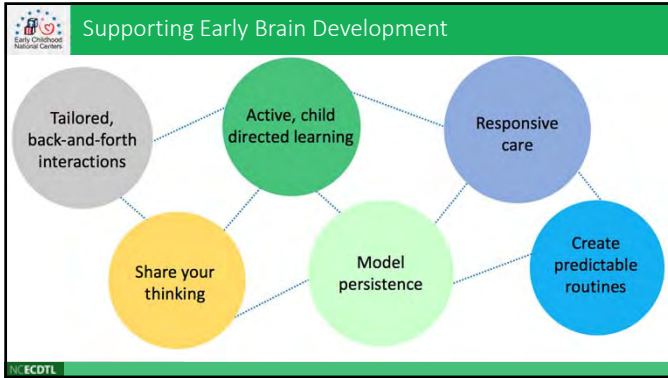 Early Childhood
National Centers
Supporting Early Brain Development
Tailored,
back-and-forth
interactions
Active, child
directed learning
Responsive
care
Share your
thinking
Model
persistence
Create
predictable
routines
NCECDTL